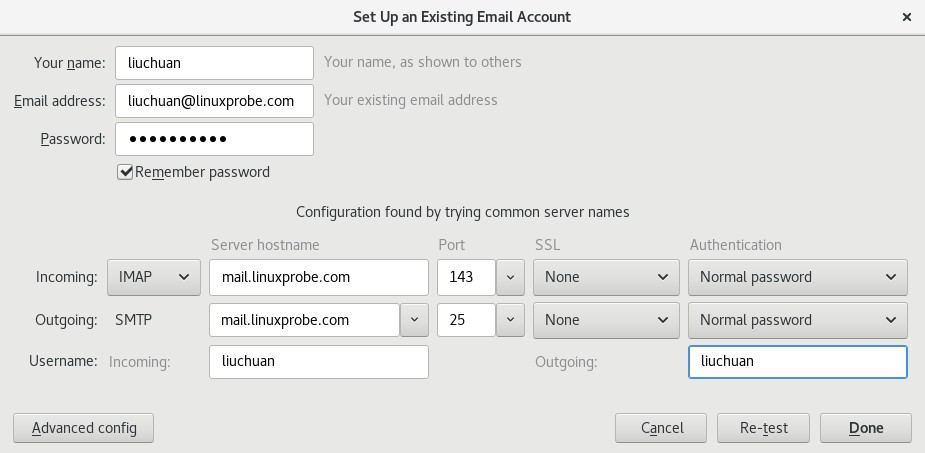 Set Up an Existing Email Account
Your name: liuchuan Your name, as shown to others
Email address: liuchuan@linuxprobe.com Your existing email address
Password: ••••••••••
Remember password
Configuration found by trying common server names
Server hostname Port SSL Authentication
Incoming: IMAP mail.linuxprobe.com 143 None Normal password
Outgoing: SMTP mail.linuxprobe.com 25 None Normal password
Username: Incoming: liuchuan Outgoing: liuchuan
Advanced config Cancel Re-test Done